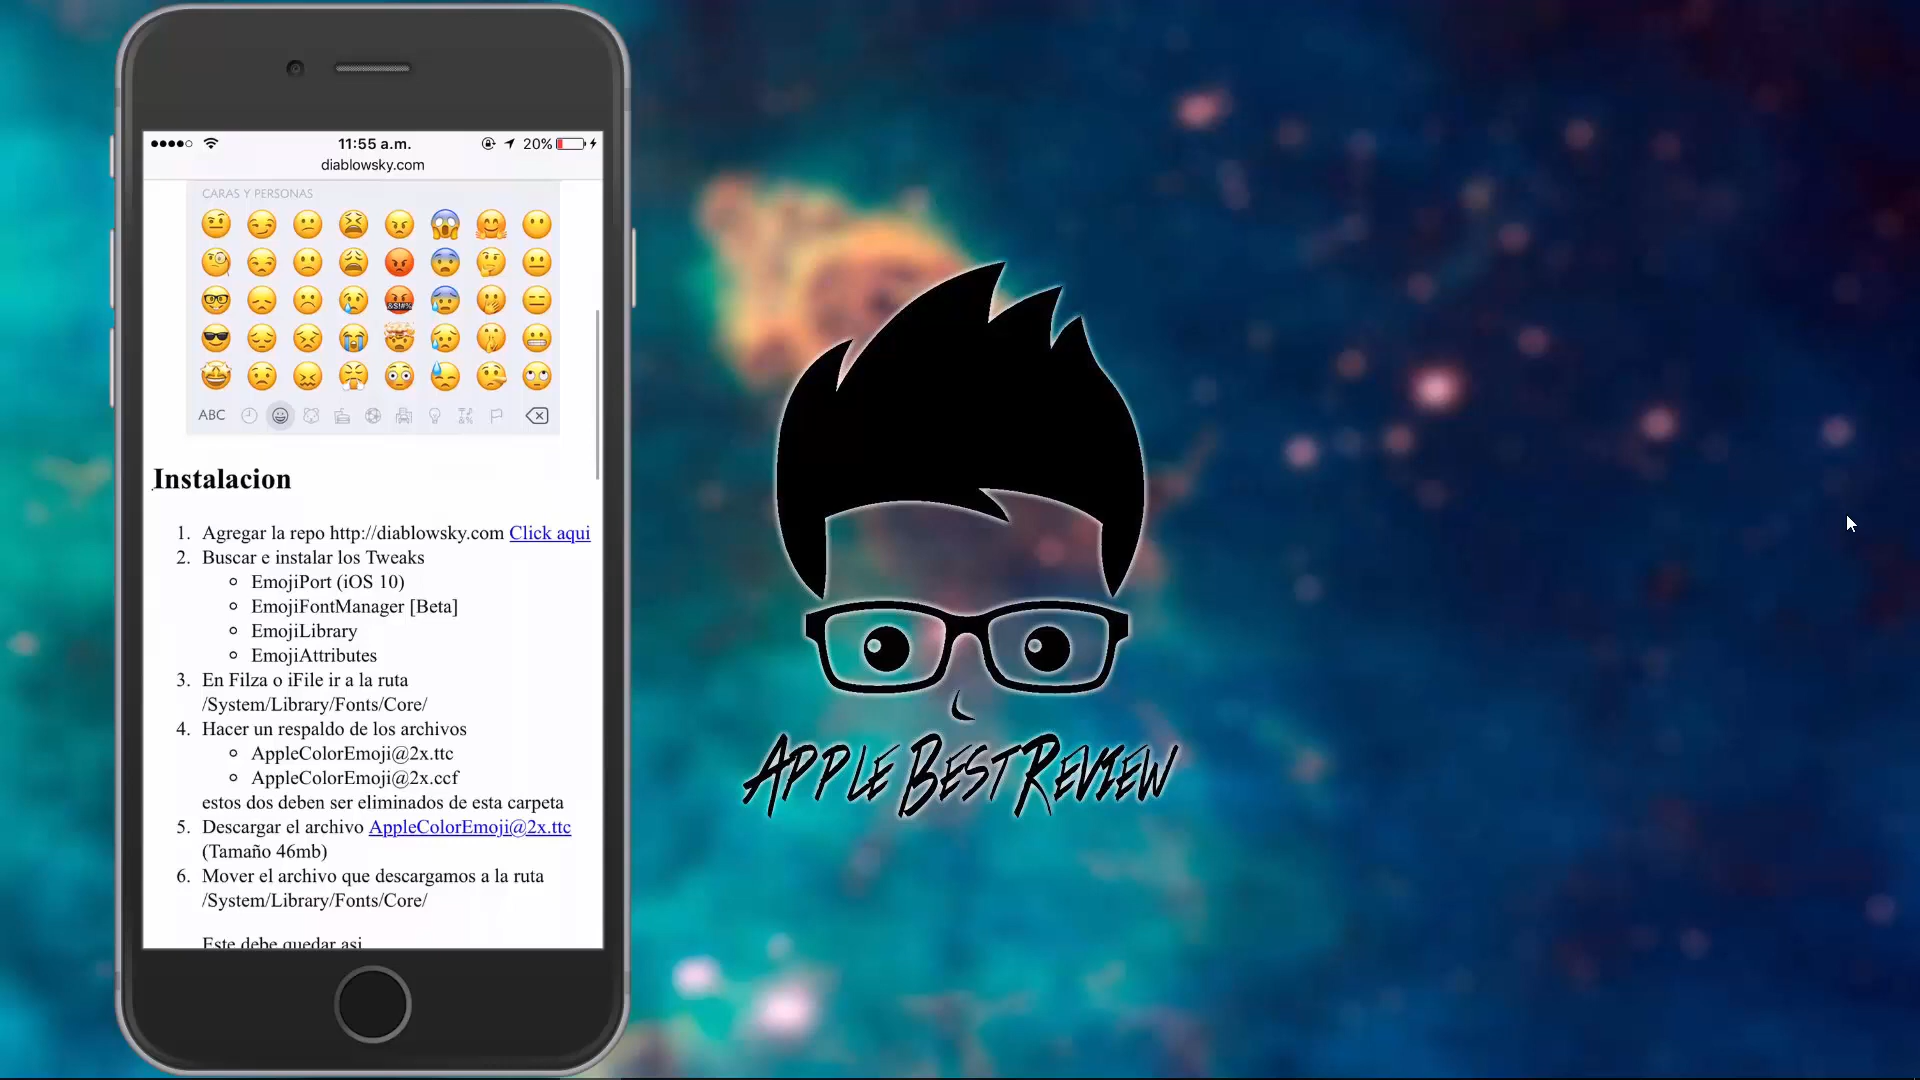 11:55 a.m.
20%
diablowsky.com
CARAS Y PERSONAS
&$!#%
ABC
Instalacion
1. Agregar la repo http://diablowsky.com Click aqui
2. Buscar e instalar los Tweaks
EmojiPort (iOS 10)
EmojiFontManager [Beta]
EmojiLibrary
EmojiAttributes
3. En Filza o iFile ir a la ruta
/System/Library/Fonts/Core/
4. Hacer un respaldo de los archivos
AppleColorEmoji@2x.ttc
AppleColorEmoji@2x.ccf
estos dos deben ser eliminados de esta carpeta
5. Descargar el archivo AppleColorEmoji@2x.ttc
(Tamaño 46mb)
6. Mover el archivo que descargamos a la ruta
/System/Library/Fonts/Core/
Este debe quedar asi
APPLE BEST REVIEW